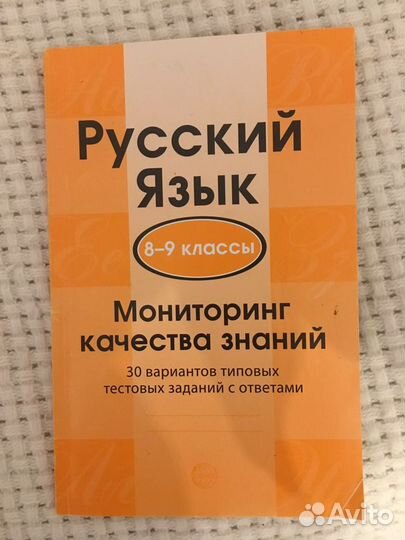 Русский
Язык
8–9 классы
Мониторинг
качества знаний
30 вариантов типовых
тестовых заданий с ответами
Avito